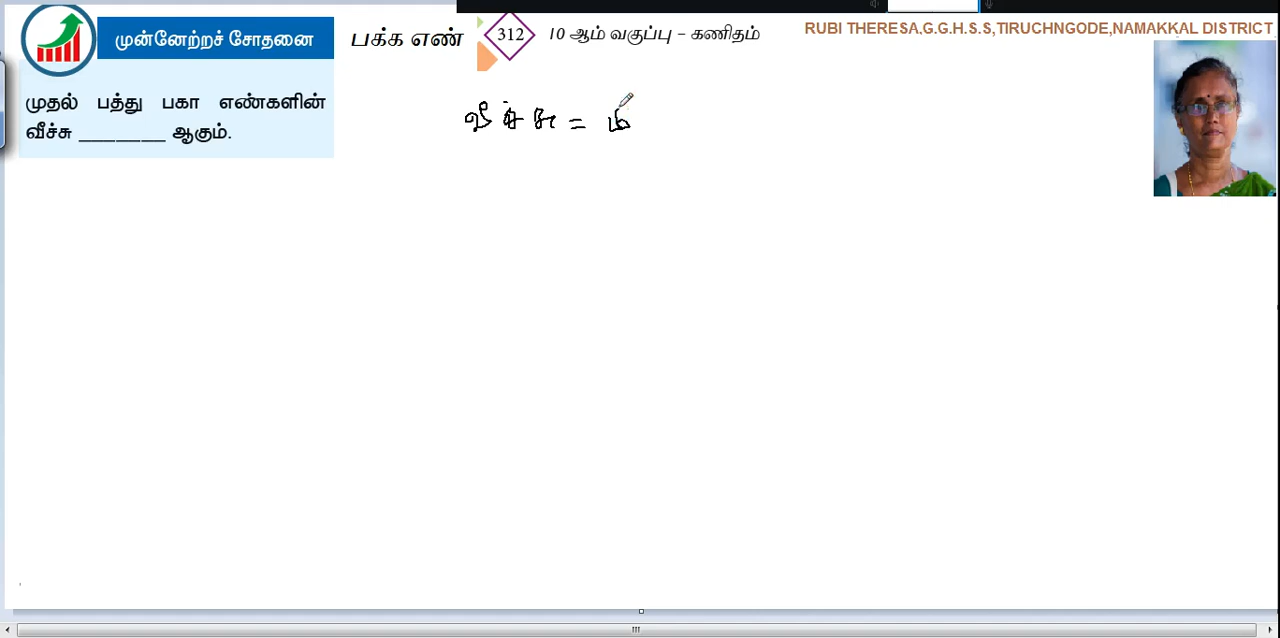 முன்னேற்றச் சோதனை
பக்க எண்
312
10 ஆம் வகுப்பு – கணிதம்
RUBI THERESA.G.G.H.S.S,TIRUCHNGODE,NAMAKKAL DISTRICT
முதல் பத்து பகா எண்களின்
வீச்சு ________ ஆகும்.
வீச்சு = மி